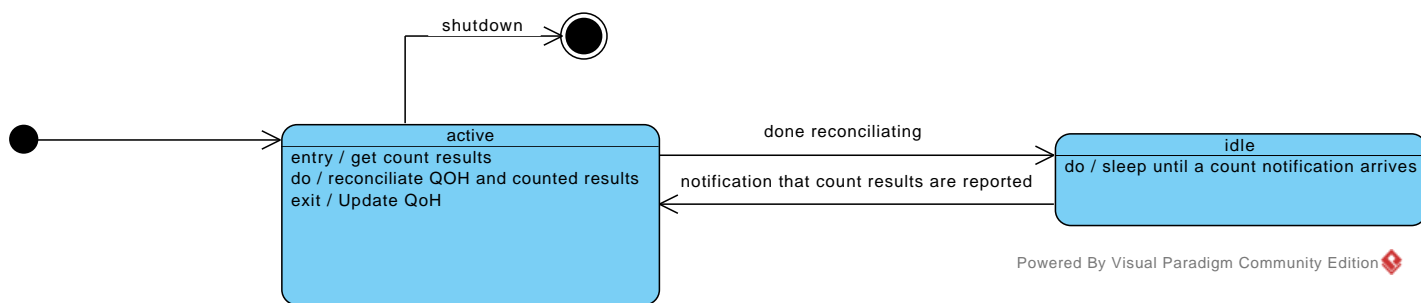 shutdown
active
entry / get count results
do / reconciliate QOH and counted results
exit / Update QoH
done reconciliating
notification that count results are reported
idle
do / sleep until a count notification arrives
Powered By Visual Paradigm Community Edition